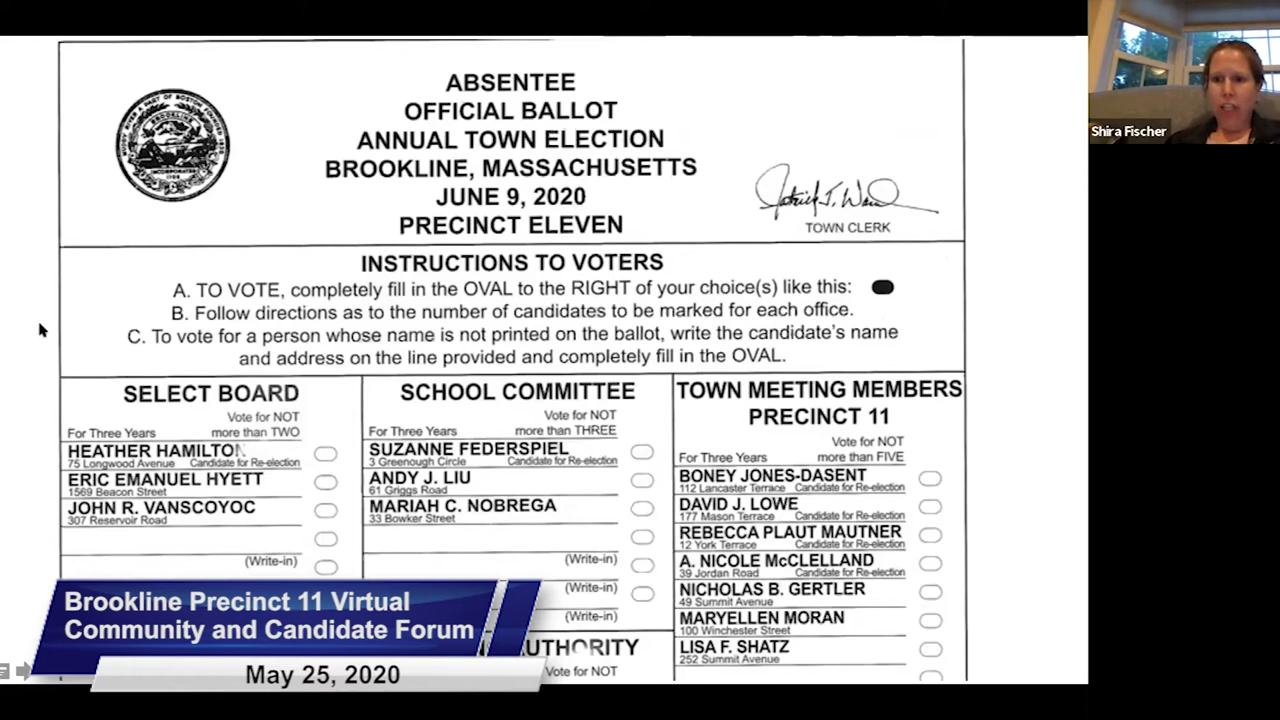 ABSENTEE
OFFICIAL BALLOT
ANNUAL TOWN ELECTION
BROOKLINE, MASSACHUSETTS
JUNE 9, 2020
PRECINCT ELEVEN
TOWN CLERK
Shira Fischer
INSTRUCTIONS TO VOTERS
A. TO VOTE, completely fill in the OVAL to the RIGHT of your choice(s) like this:
B. Follow directions as to the number of candidates to be marked for each office.
C. To vote for a person whose name is not printed on the ballot, write the candidate's name
and address on the line provided and completely fill in the OVAL.
SELECT BOARD
Vote for NOT
For Three Years more than TWO
HEATHER HAMILTON
75 Longwood Avenue Candidate for Re-election
ERIC EMANUEL HYETT
1569 Beacon Street
JOHN R. VANSCOYOC
307 Reservoir Road
(Write-in)
SCHOOL COMMITTEE
Vote for NOT
For Three Years more than THREE
SUZANNE FEDERSPIEL
3 Greenough Circle Candidate for Re-election
ANDY J. LIU
61 Griggs Road
MARIAH C. NOBREGA
33 Bowker Street
(Write-in)
(Write-in)
(Write-in)
AUTHORITY
Vote for NOT
TOWN MEETING MEMBERS
PRECINCT 11
Vote for NOT
For Three Years more than FIVE
BONEY JONES-DASENT
112 Lancaster Terrace Candidate for Re-election
DAVID J. LOWE
177 Mason Terrace Candidate for Re-election
REBECCA PLAUT MAUTNER
12 York Terrace Candidate for Re-election
A. NICOLE McCLELLAND
39 Jordan Road Candidate for Re-election
NICHOLAS B. GERTLER
49 Summit Avenue
MARYELLEN MORAN
100 Winchester Street
LISA F. SHATZ
252 Summit Avenue
Brookline Precinct 11 Virtual
Community and Candidate Forum
May 25, 2020